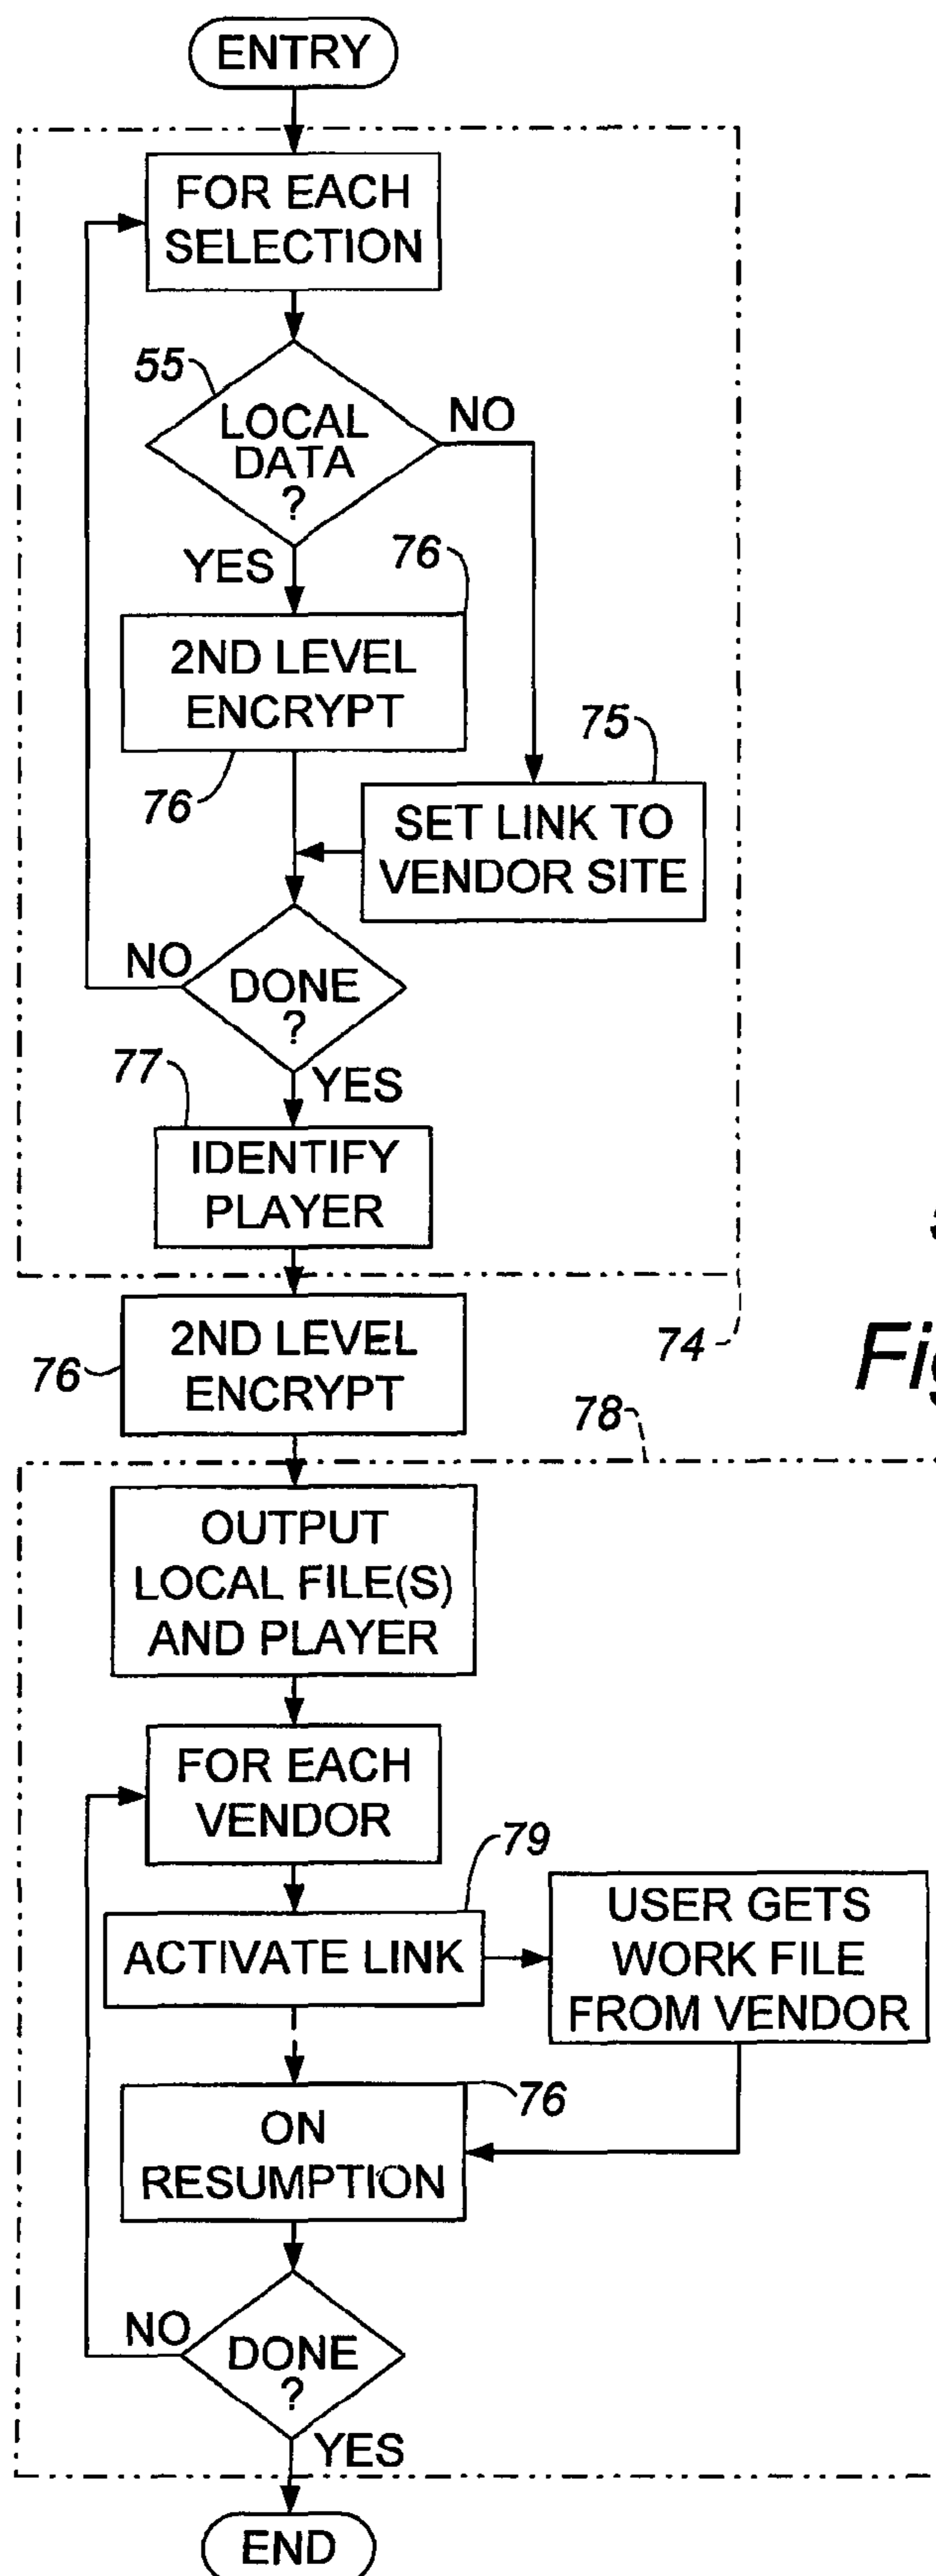 ENTRY
FOR EACH
SELECTION
55
LOCAL
DATA
?
NO
YES
76
2ND LEVEL
ENCRYPT
76
75
SET LINK TO
VENDOR SITE
NO
DONE
?
YES
77
IDENTIFY
PLAYER
74
2ND LEVEL
ENCRYPT
76
78
OUTPUT
LOCAL FILE(S)
AND PLAYER
FOR EACH
VENDOR
79
ACTIVATE LINK
USER GETS
WORK FILE
FROM VENDOR
76
ON
RESUMPTION
NO
DONE
?
YES
END